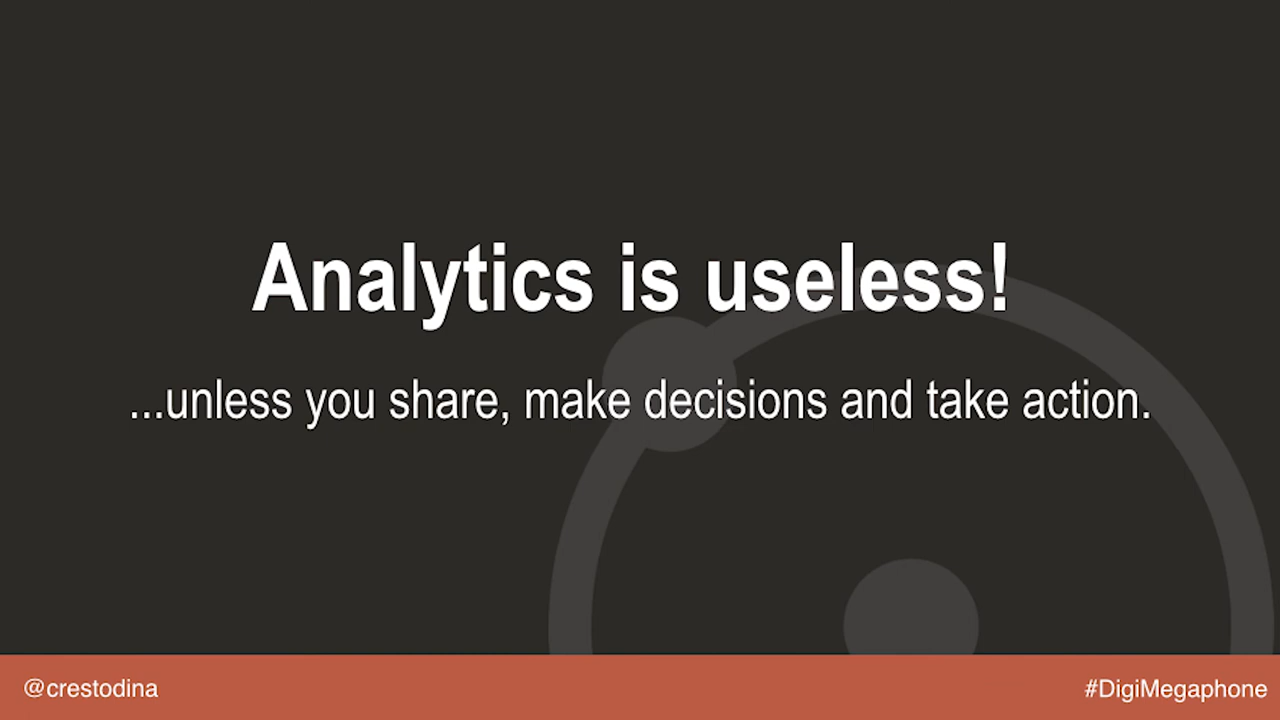 Analytics is useless!
...unless you share, make decisions and take action.
@crestodina
#DigiMegaphone